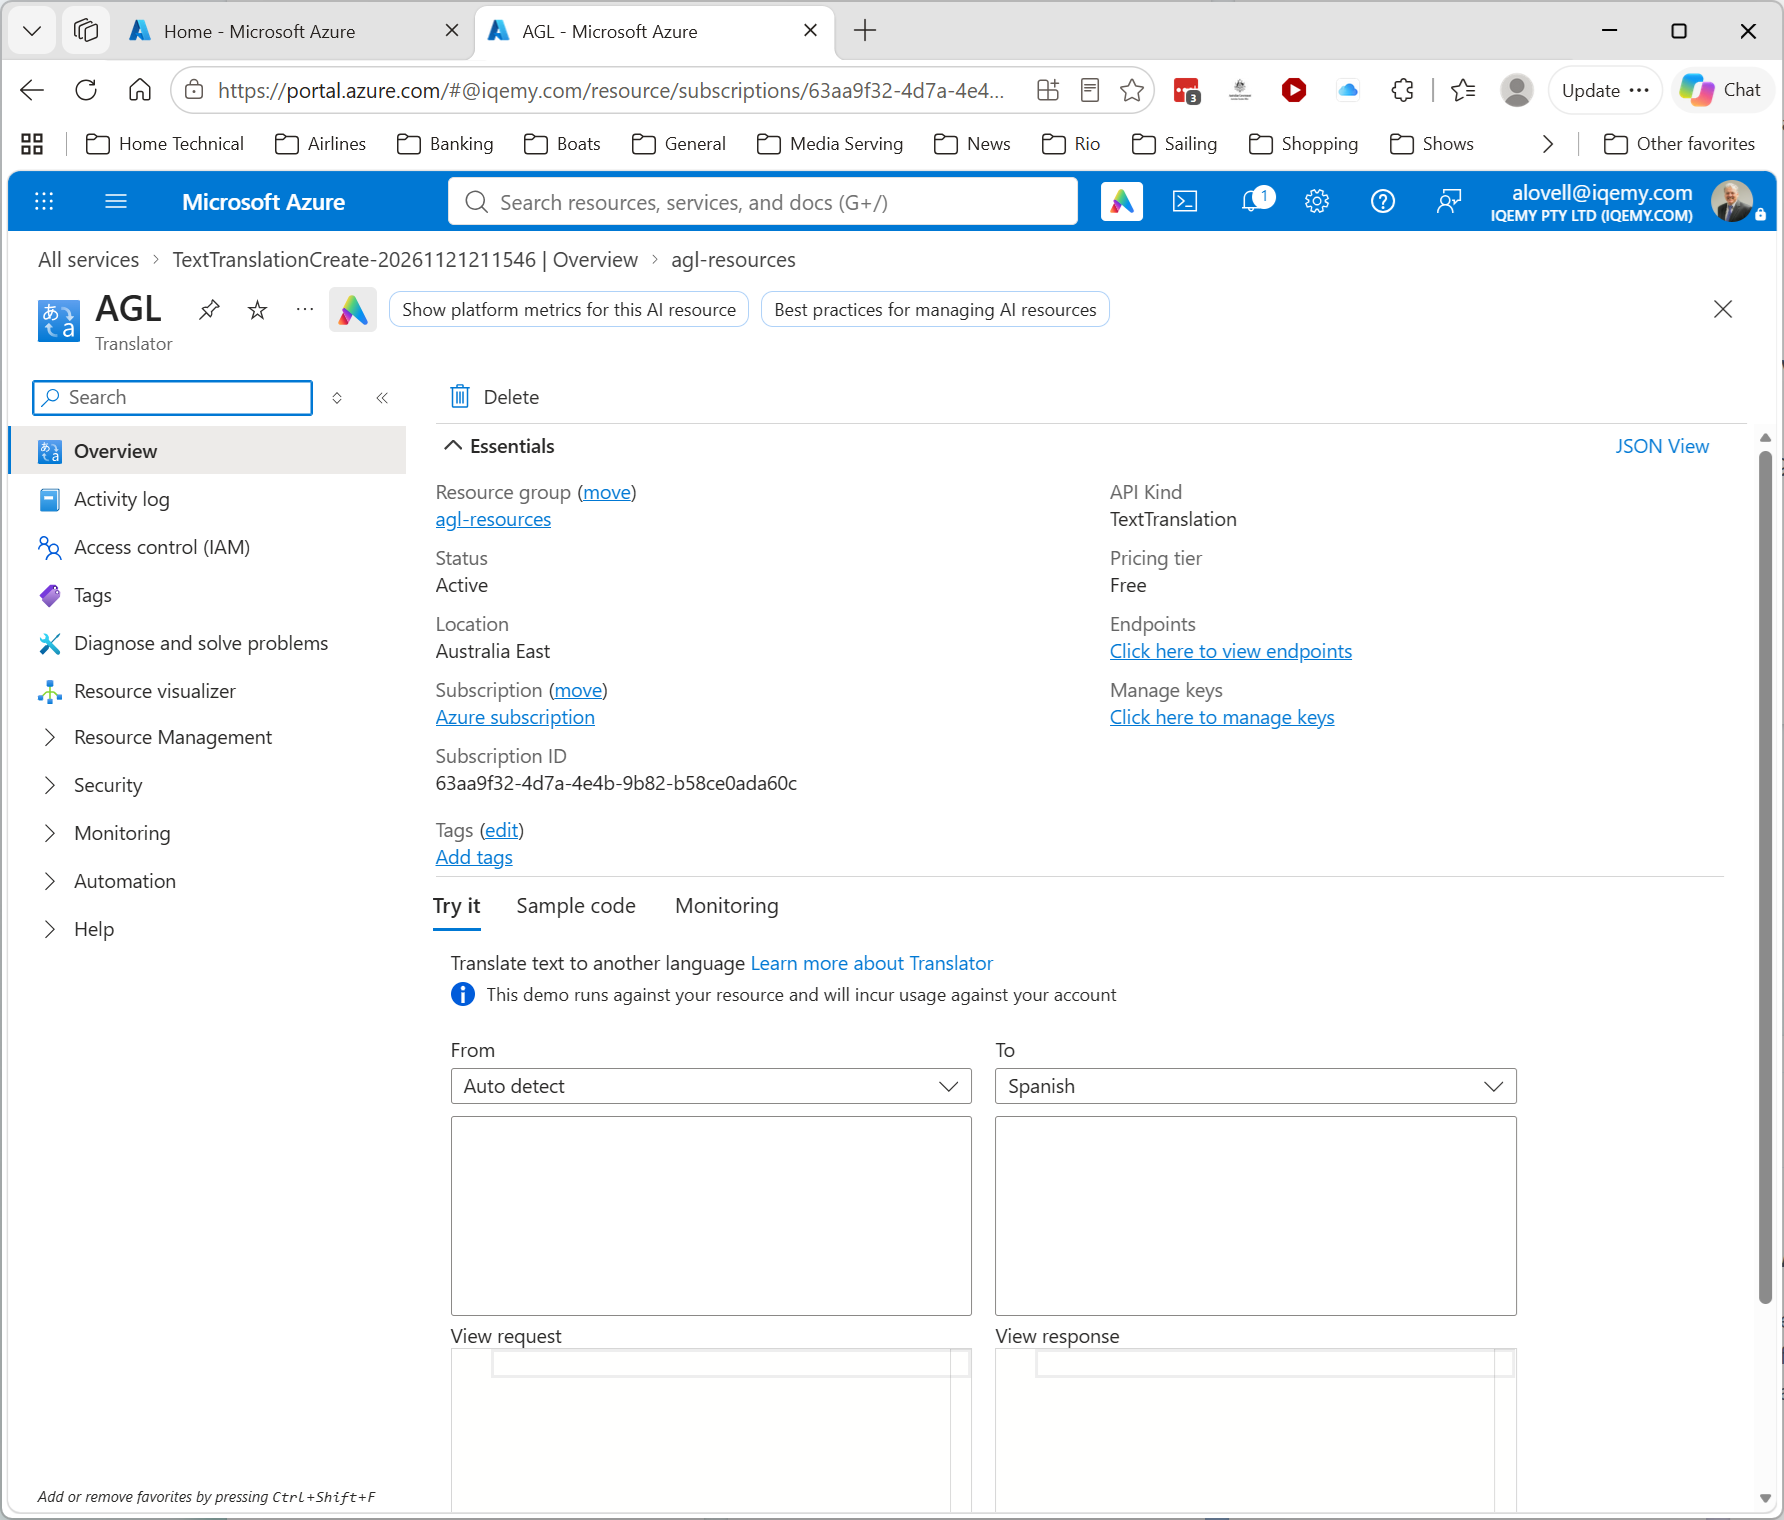 Home - Microsoft Azure
AGL - Microsoft Azure
https://portal.azure.com/#@iqemy.com/resource/subscriptions/63aa9f32-4d7a-4e4...
3
Update
Chat
Home Technical
Airlines
Banking
Boats
General
Media Serving
News
Rio
Sailing
Shopping
Shows
Other favorites
Microsoft Azure
Search resources, services, and docs (G+/)
1
alovell@iqemy.com
IQEMY PTY LTD (IQEMY.COM)
All services > TextTranslationCreate-20261121211546 | Overview > agl-resources
AGL
Translator
Show platform metrics for this AI resource
Best practices for managing AI resources
Search
Overview
Activity log
Access control (IAM)
Tags
Diagnose and solve problems
Resource visualizer
Resource Management
Security
Monitoring
Automation
Help
Add or remove favorites by pressing Ctrl+Shift+F
Delete
Essentials
JSON View
Resource group (move)
agl-resources
Status
Active
Location
Australia East
Subscription (move)
Azure subscription
Subscription ID
63aa9f32-4d7a-4e4b-9b82-b58ce0ada60c
Tags (edit)
Add tags
API Kind
TextTranslation
Pricing tier
Free
Endpoints
Click here to view endpoints
Manage keys
Click here to manage keys
Try it
Sample code
Monitoring
Translate text to another language Learn more about Translator
This demo runs against your resource and will incur usage against your account
From
Auto detect
To
Spanish
View request
View response